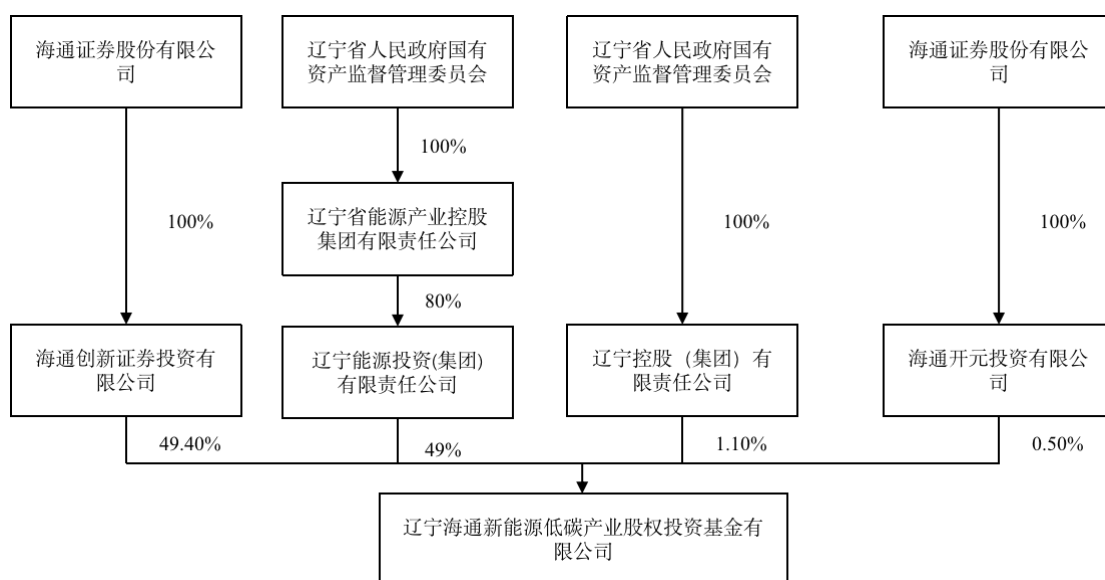 海通证券股份有限公
司
辽宁省人民政府国有
资产监督管理委员会
辽宁省人民政府国有
资产监督管理委员会
海通证券股份有限公
司
100%
辽宁省能源产业控股
集团有限责任公司
100%
100%
100%
80%
海通创新证券投资有
限公司
辽宁能源投资(集团)
有限责任公司
辽宁控股（集团）有
限责任公司
海通开元投资有限公
司
49.40%
49%
1.10%
0.50%
辽宁海通新能源低碳产业股权投资基金有
限公司